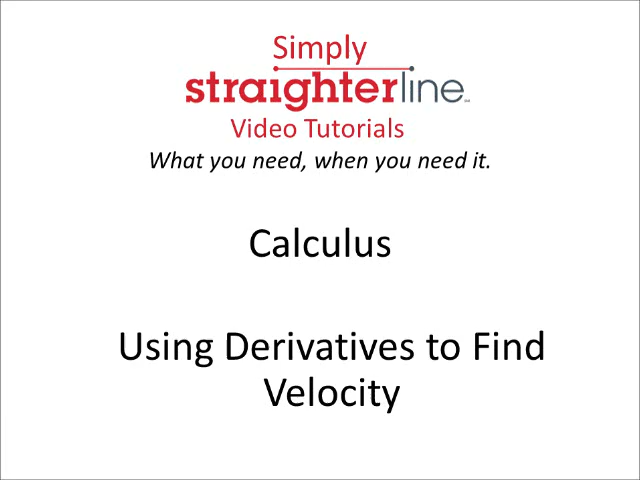 Simply
straighterline
Video Tutorials
What you need, when you need it.
Calculus
Using Derivatives to Find
Velocity